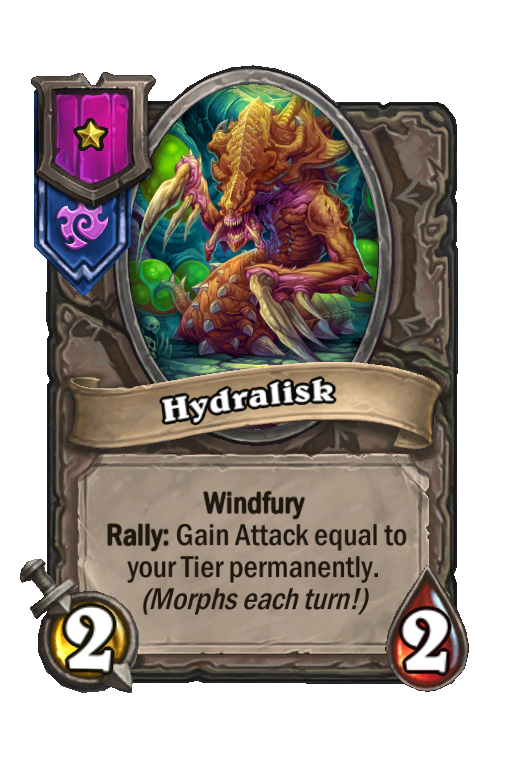 Hydralisk
Windfury
Rally: Gain Attack equal to
your Tier permanently.
(Morphs each turn!)
2
2